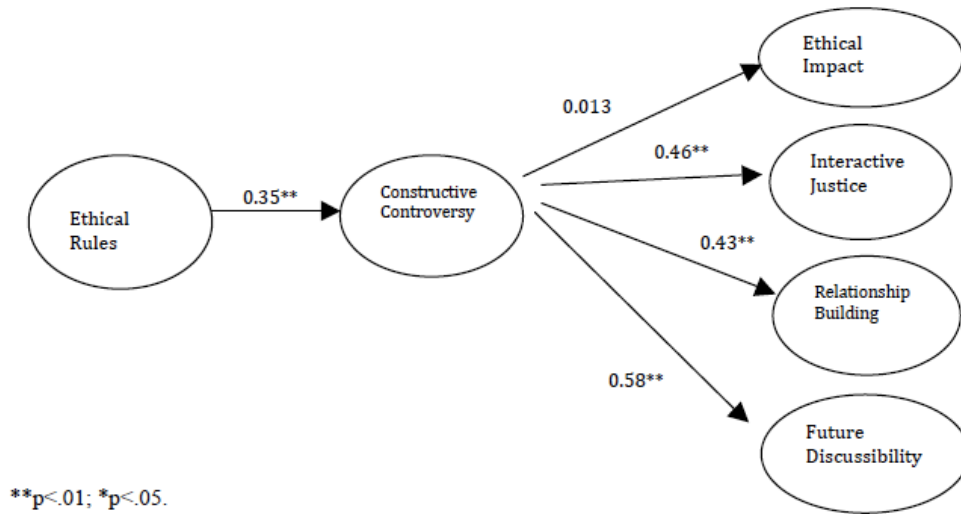 Ethical
Impact
0.013
0.46**
Interactive
Justice
Ethical
Rules
0.35**
Constructive
Controversy
0.43**
Relationship
Building
0.58**
Future
Discussibility
**p<.01; *p<.05.